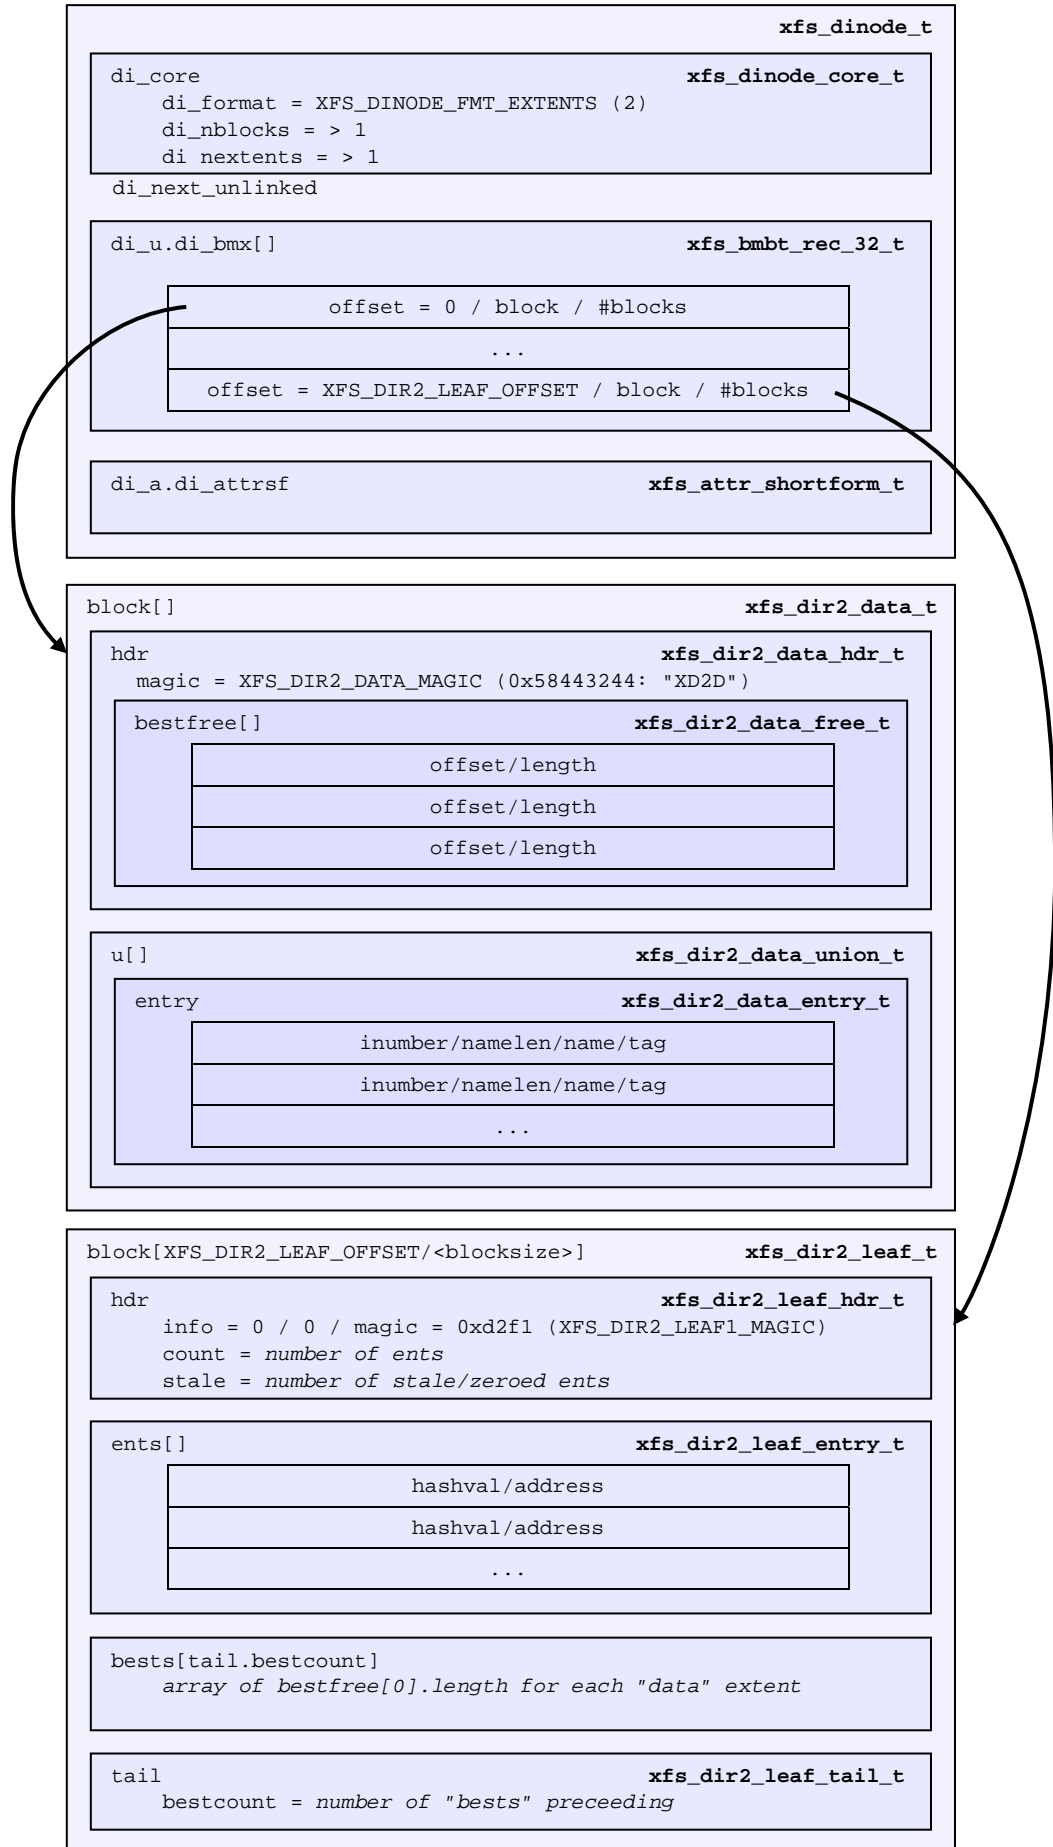 xfs_dinode_t
di_core xfs_dinode_core_t
di_format = XFS_DINODE_FMT_EXTENTS (2)
di_nblocks = > 1
di nextents = > 1
di_next_unlinked
di_u.di_bmx[] xfs_bmbt_rec_32_t
offset = 0 / block / #blocks
...
offset = XFS_DIR2_LEAF_OFFSET / block / #blocks
di_a.di_attrsf xfs_attr_shortform_t
block[] xfs_dir2_data_t
hdr xfs_dir2_data_hdr_t
magic = XFS_DIR2_DATA_MAGIC (0x58443244: "XD2D")
bestfree[] xfs_dir2_data_free_t
offset/length
offset/length
offset/length
u[] xfs_dir2_data_union_t
entry xfs_dir2_data_entry_t
inumber/namelen/name/tag
inumber/namelen/name/tag
...
block[XFS_DIR2_LEAF_OFFSET/<blocksize>] xfs_dir2_leaf_t
hdr xfs_dir2_leaf_hdr_t
info = 0 / 0 / magic = 0xd2f1 (XFS_DIR2_LEAF1_MAGIC)
count = number of ents
stale = number of stale/zeroed ents
ents[] xfs_dir2_leaf_entry_t
hashval/address
hashval/address
...
bests[tail.bestcount]
array of bestfree[0].length for each "data" extent
tail xfs_dir2_leaf_tail_t
bestcount = number of "bests" preceeding